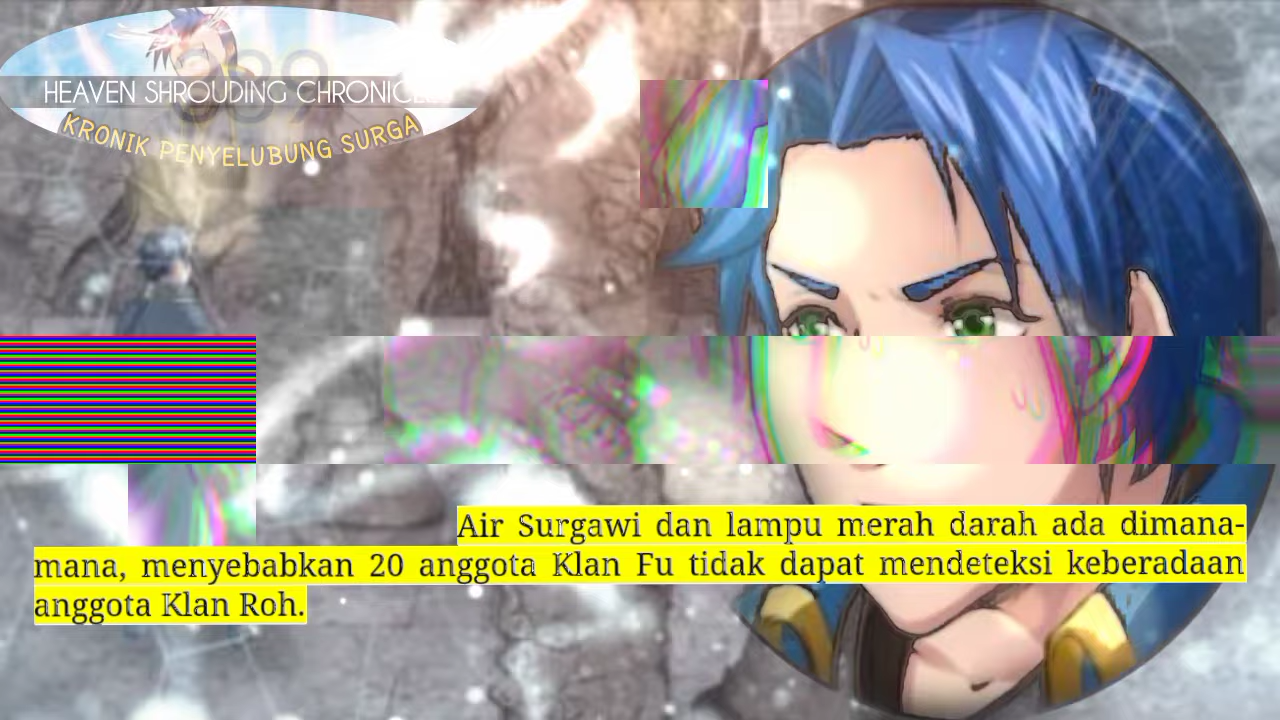 HEAVEN SHROUDING CHRONICLES
KRONIK PENYELUBUNG SURGA
Air Surgawi dan lampu merah darah ada dimana-
mana, menyebabkan 20 anggota Klan Fu tidak dapat mendeteksi keberadaan
anggota Klan Roh.